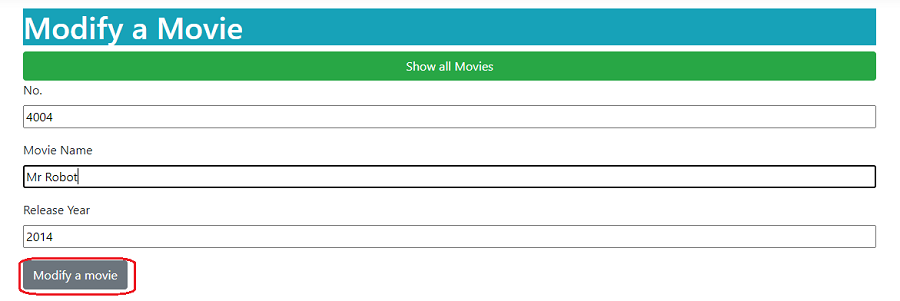 Modify a Movie
Show all Movies
No.
4004
Movie Name
Mr Robot
Release Year
2014
Modify a movie